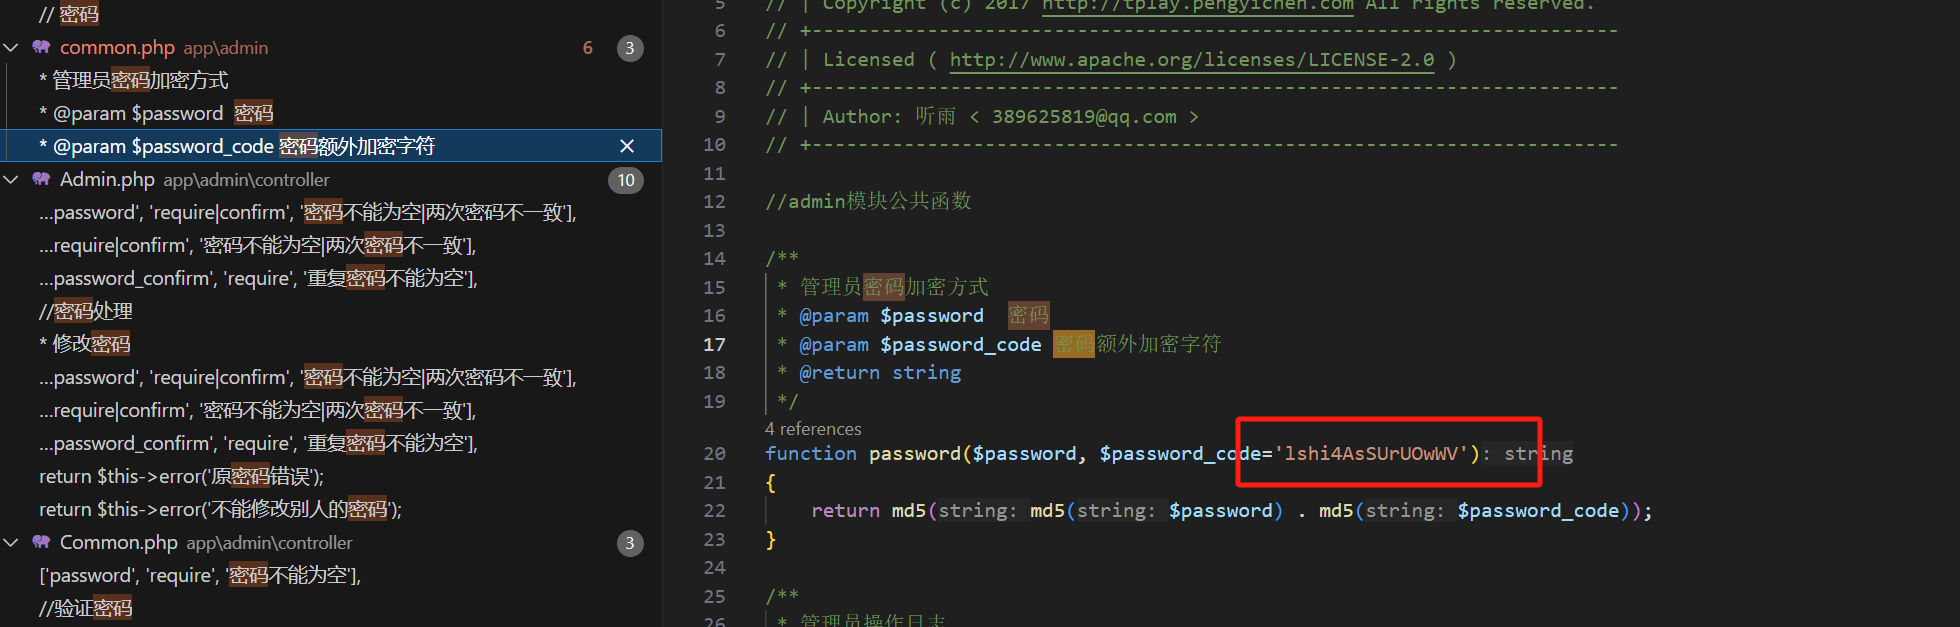 // 密码
common.php app\admin 6 3
* 管理员密码加密方式
* @param $password 密码
* @param $password_code 密码额外加密字符
Admin.php app\admin\controller 10
...password', 'require|confirm', '密码不能为空|两次密码不一致'],
...require|confirm', '密码不能为空|两次密码不一致'],
...password_confirm', 'require', '重复密码不能为空'],
//密码处理
* 修改密码
...password', 'require|confirm', '密码不能为空|两次密码不一致'],
...require|confirm', '密码不能为空|两次密码不一致'],
...password_confirm', 'require', '重复密码不能为空'],
return $this->error('原密码错误');
return $this->error('不能修改别人的密码');
Common.php app\admin\controller 3
['password', 'require', '密码不能为空'],
//验证密码
5 // | Copyright (c) 2017 http://tplay.pengyichen.com All rights reserved.
6 // +----------------------------------------------------------------------
7 // | Licensed ( http://www.apache.org/licenses/LICENSE-2.0 )
8 // +----------------------------------------------------------------------
9 // | Author: 听雨 < 389625819@qq.com >
10 // +----------------------------------------------------------------------
11
12 //admin模块公共函数
13
14 /**
15 * 管理员密码加密方式
16 * @param $password 密码
17 * @param $password_code 密码额外加密字符
18 * @return string
19 */
4 references
20 function password($password, $password_code='lshi4AsSUrUOwWV'): string
21 {
22 return md5(string: md5(string: $password) . md5(string: $password_code));
23 }
24
25 /**
26 * 管理员操作日志